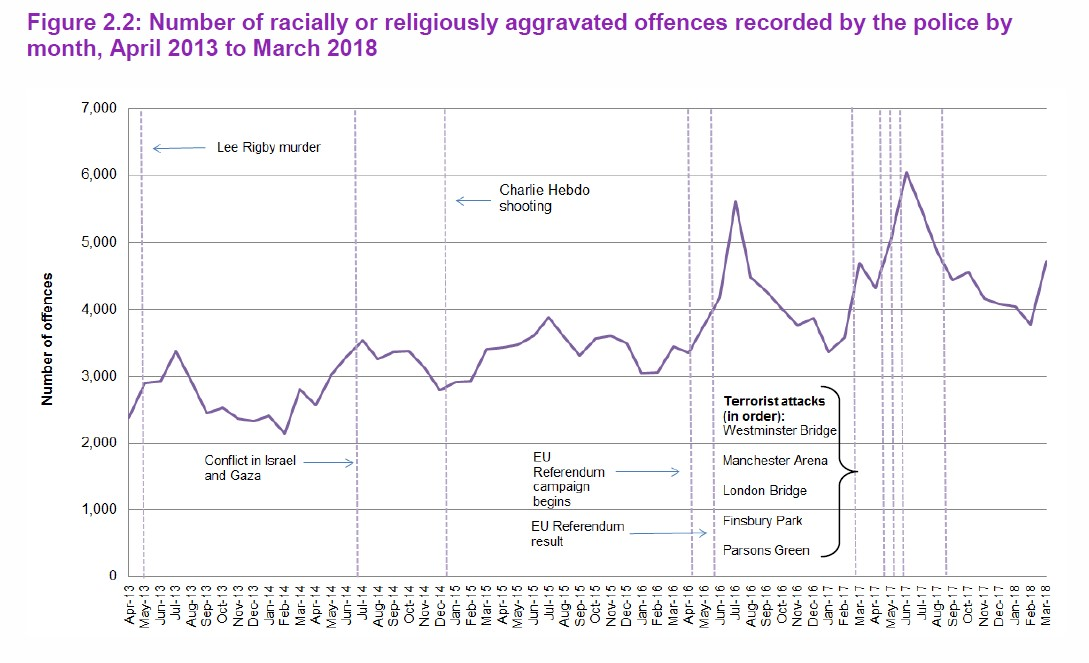 Figure 2.2: Number of racially or religiously aggravated offences recorded by the police by
month, April 2013 to March 2018
7,000
6,000
5,000
4,000
3,000
2,000
1,000
0
Number of offences
Lee Rigby murder
Charlie Hebdo
shooting
Conflict in Israel
and Gaza
EU
Referendum
campaign
begins
EU Referendum
result
Terrorist attacks
(in order):
Westminster Bridge
Manchester Arena
London Bridge
Finsbury Park
Parsons Green
Apr-13
May-13
Jun-13
Jul-13
Aug-13
Sep-13
Oct-13
Nov-13
Dec-13
Jan-14
Feb-14
Mar-14
Apr-14
May-14
Jun-14
Jul-14
Aug-14
Sep-14
Oct-14
Nov-14
Dec-14
Jan-15
Feb-15
Mar-15
Apr-15
May-15
Jun-15
Jul-15
Aug-15
Sep-15
Oct-15
Nov-15
Dec-15
Jan-16
Feb-16
Mar-16
Apr-16
May-16
Jun-16
Jul-16
Aug-16
Sep-16
Oct-16
Nov-16
Dec-16
Jan-17
Feb-17
Mar-17
Apr-17
May-17
Jun-17
Jul-17
Aug-17
Sep-17
Oct-17
Nov-17
Dec-17
Jan-18
Feb-18
Mar-18